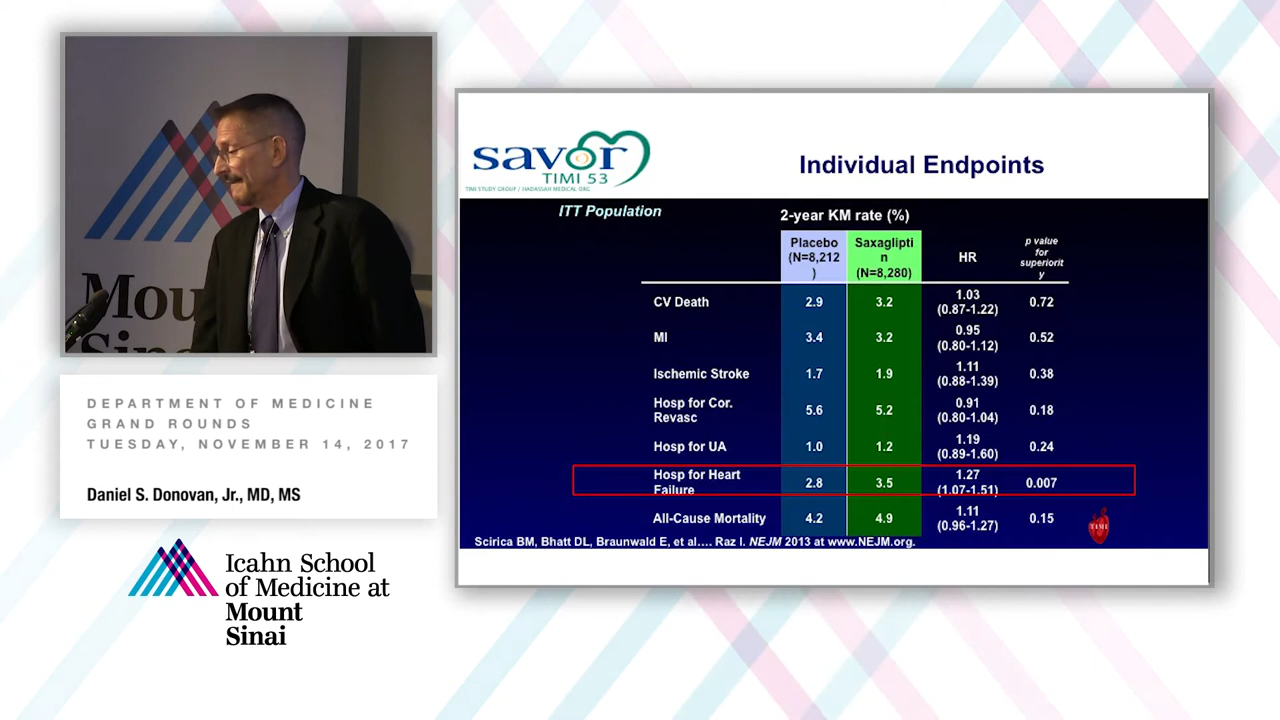 Mount
Sinai
DEPARTMENT OF MEDICINE
GRAND ROUNDS
TUESDAY, NOVEMBER 14, 2017
Daniel S. Donovan, Jr., MD, MS
Icahn School
of Medicine at
Mount
Sinai
savor
TIMI 53
TIMI STUDY GROUP / HADASSAH MEDICAL ORG
Individual Endpoints
ITT Population
2-year KM rate (%)
Placebo
(N=8,212
)
Saxaglipti
n
(N=8,280)
HR
p value
for
superiorit
y
CV Death 2.9 3.2 1.03
(0.87-1.22) 0.72
MI 3.4 3.2 0.95
(0.80-1.12) 0.52
Ischemic Stroke 1.7 1.9 1.11
(0.88-1.39) 0.38
Hosp for Cor.
Revasc 5.6 5.2 0.91
(0.80-1.04) 0.18
Hosp for UA 1.0 1.2 1.19
(0.89-1.60) 0.24
Hosp for Heart
Failure 2.8 3.5 1.27
(1.07-1.51) 0.007
All-Cause Mortality 4.2 4.9 1.11
(0.96-1.27) 0.15
TIMI
Scirica BM, Bhatt DL, Braunwald E, et al.... Raz I. NEJM 2013 at www.NEJM.org.